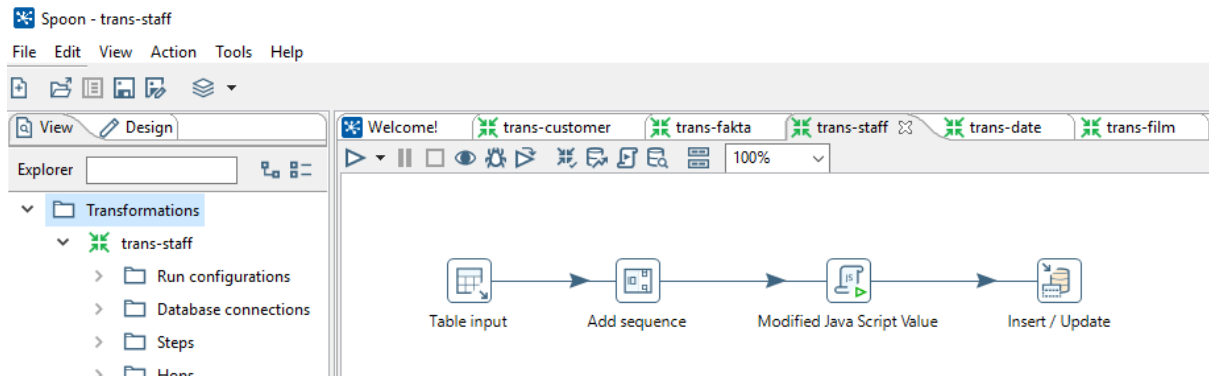 Spoon - trans-staff
File Edit View Action Tools Help
View Design
Welcome! trans-customer trans-fakta trans-staff trans-date trans-film
Explorer
100%
Transformations
trans-staff
Run configurations
Database connections
Steps
Hops
Table input Add sequence Modified Java Script Value Insert / Update